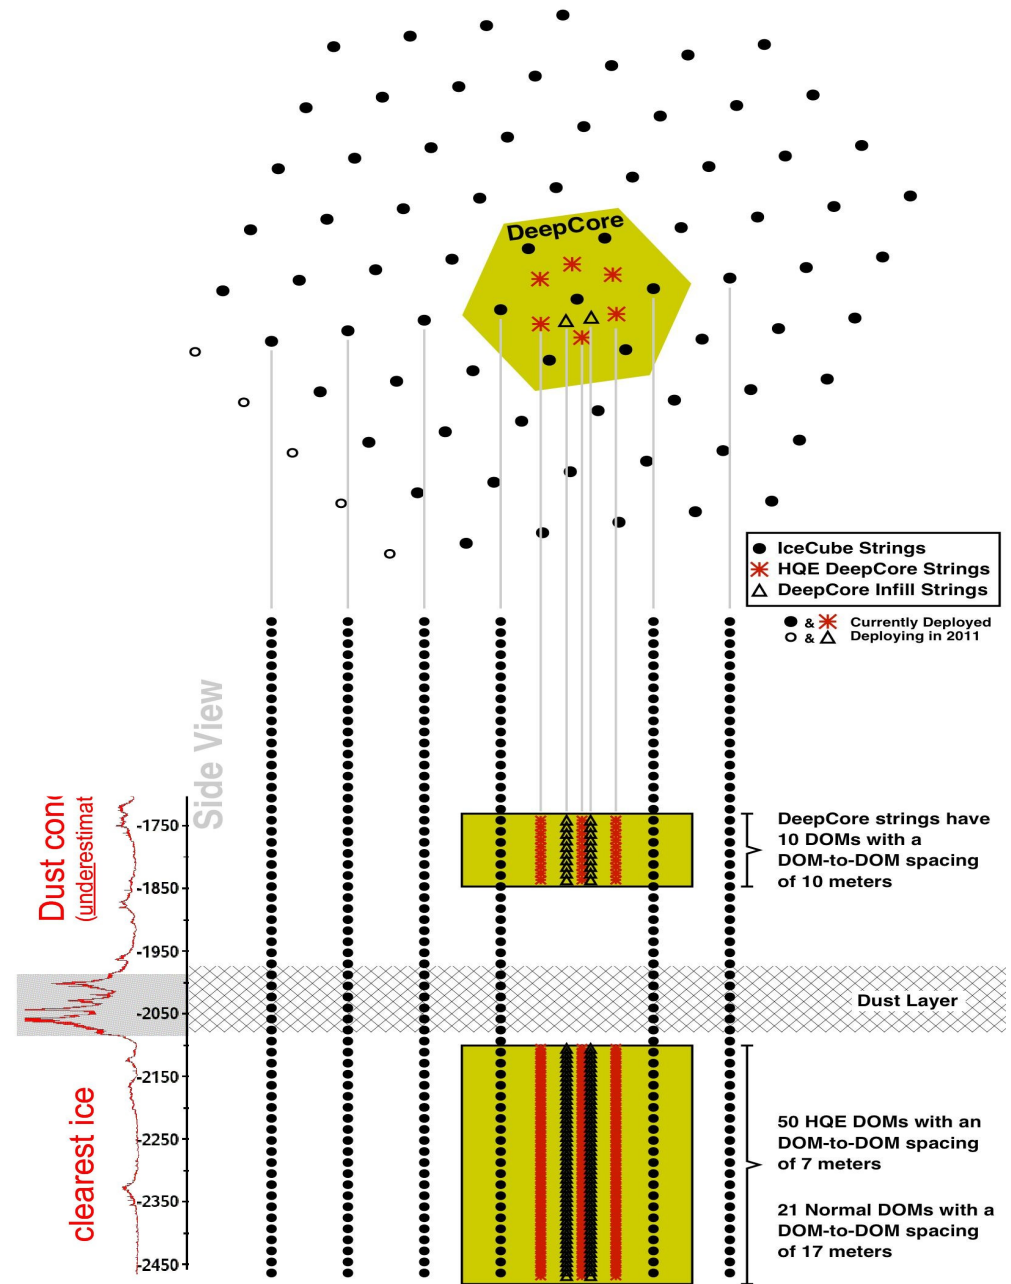 DeepCore
IceCube Strings
HQE DeepCore Strings
DeepCore Infill Strings
& Currently Deployed
& Deploying in 2011
Side View
Dust
(underestimat
-1750
-1850
-1950
-2050
-2150
-2250
-2350
-2450
clearest ice
DeepCore strings have
10 DOMs with a
DOM-to-DOM spacing
of 10 meters
Dust Layer
50 HQE DOMs with an
DOM-to-DOM spacing
of 7 meters
21 Normal DOMs with a
DOM-to-DOM spacing
of 17 meters